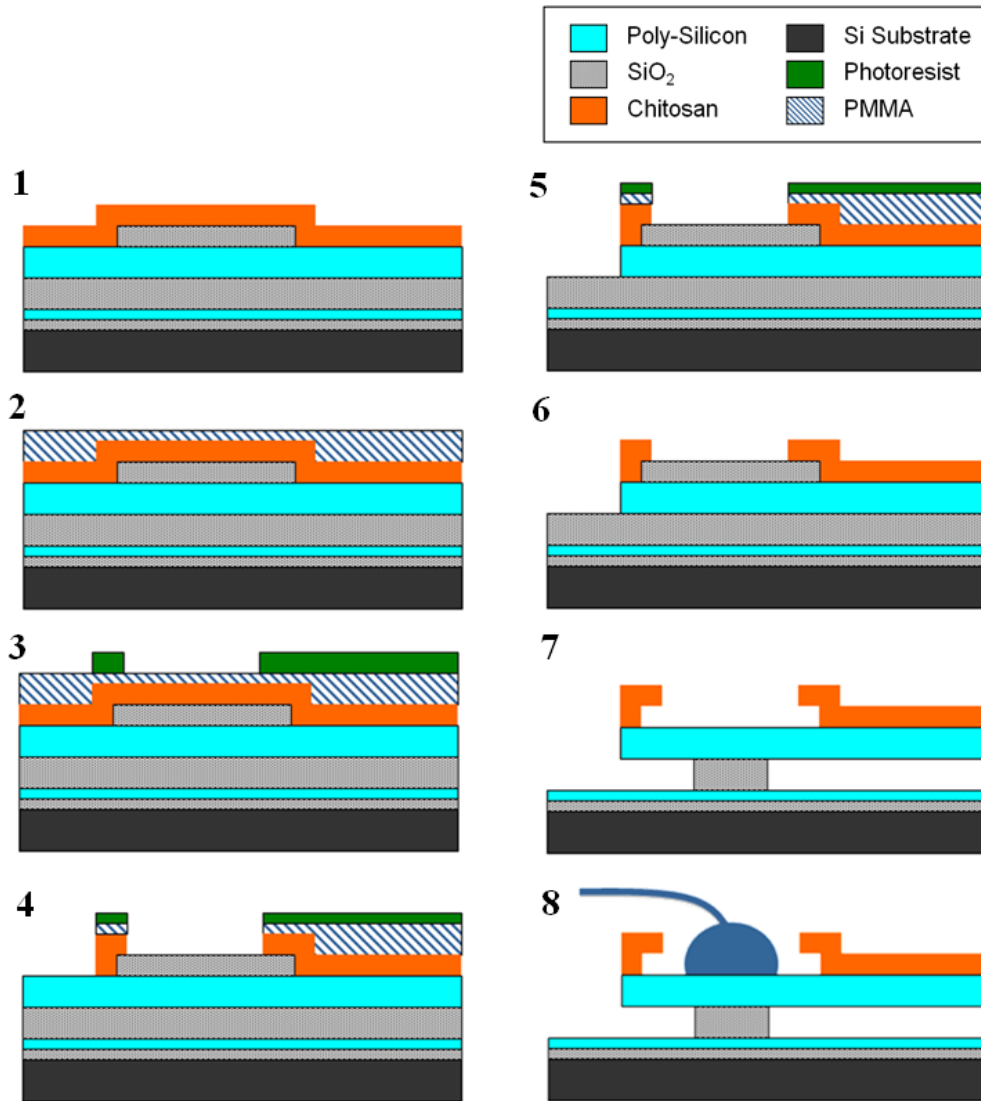 Poly-Silicon
Si Substrate
SiO₂
Photoresist
Chitosan
PMMA
1
5
2
6
3
7
4
8